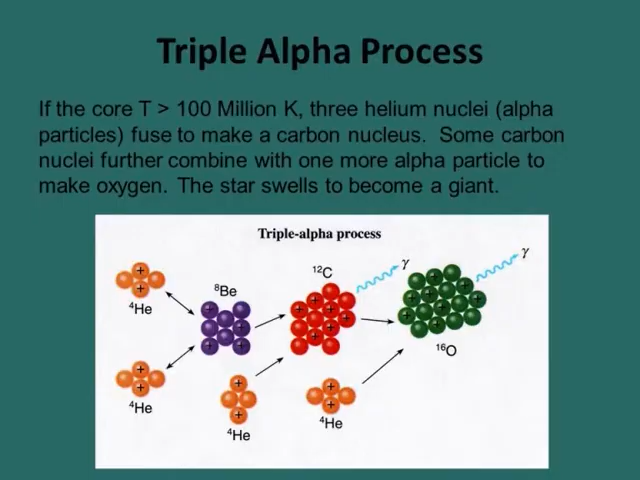 Triple Alpha Process
If the core T > 100 Million K, three helium nuclei (alpha
particles) fuse to make a carbon nucleus. Some carbon
nuclei further combine with one more alpha particle to
make oxygen. The star swells to become a giant.
Triple-alpha process
⁴He
⁸Be
¹²C
γ
γ
¹⁶O
⁴He
⁴He
⁴He